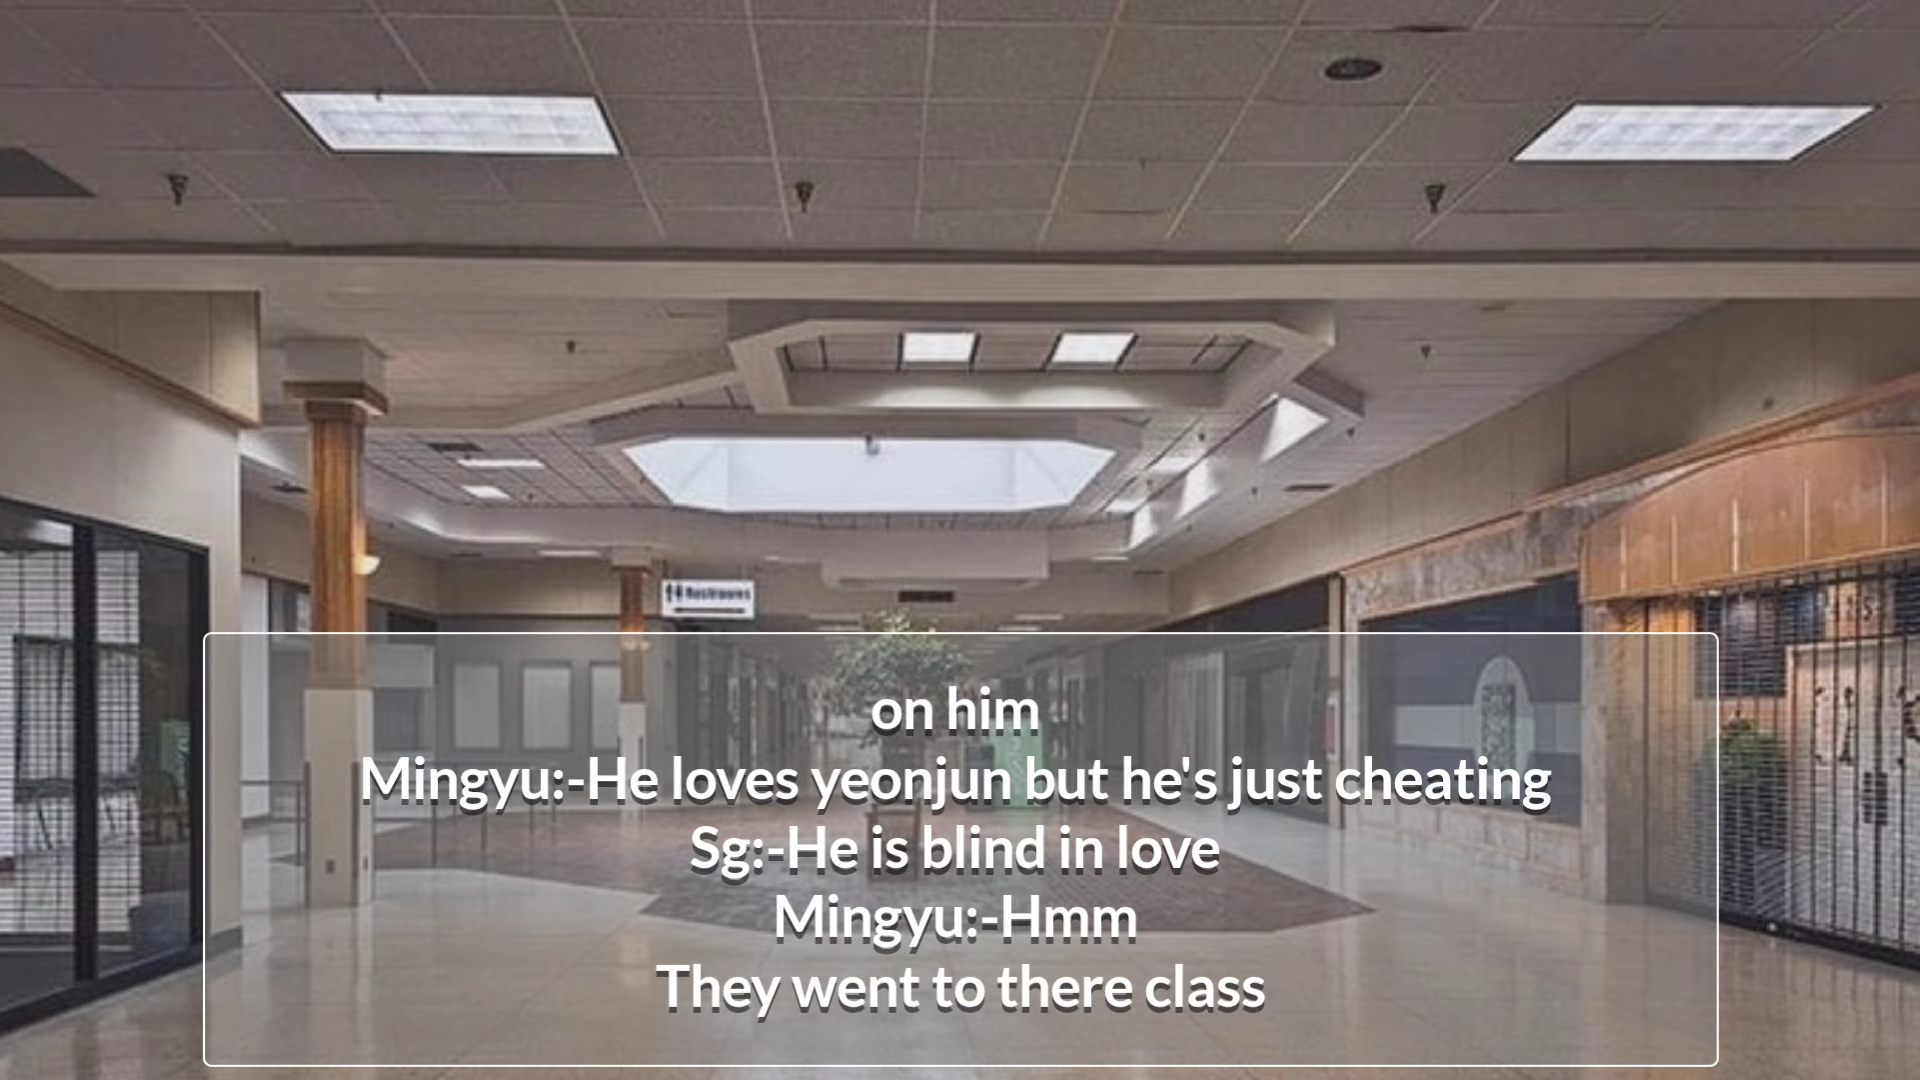 Restrooms
on him
Mingyu:-He loves yeonjun but he's just cheating
Sg:-He is blind in love
Mingyu:-Hmm
They went to there class